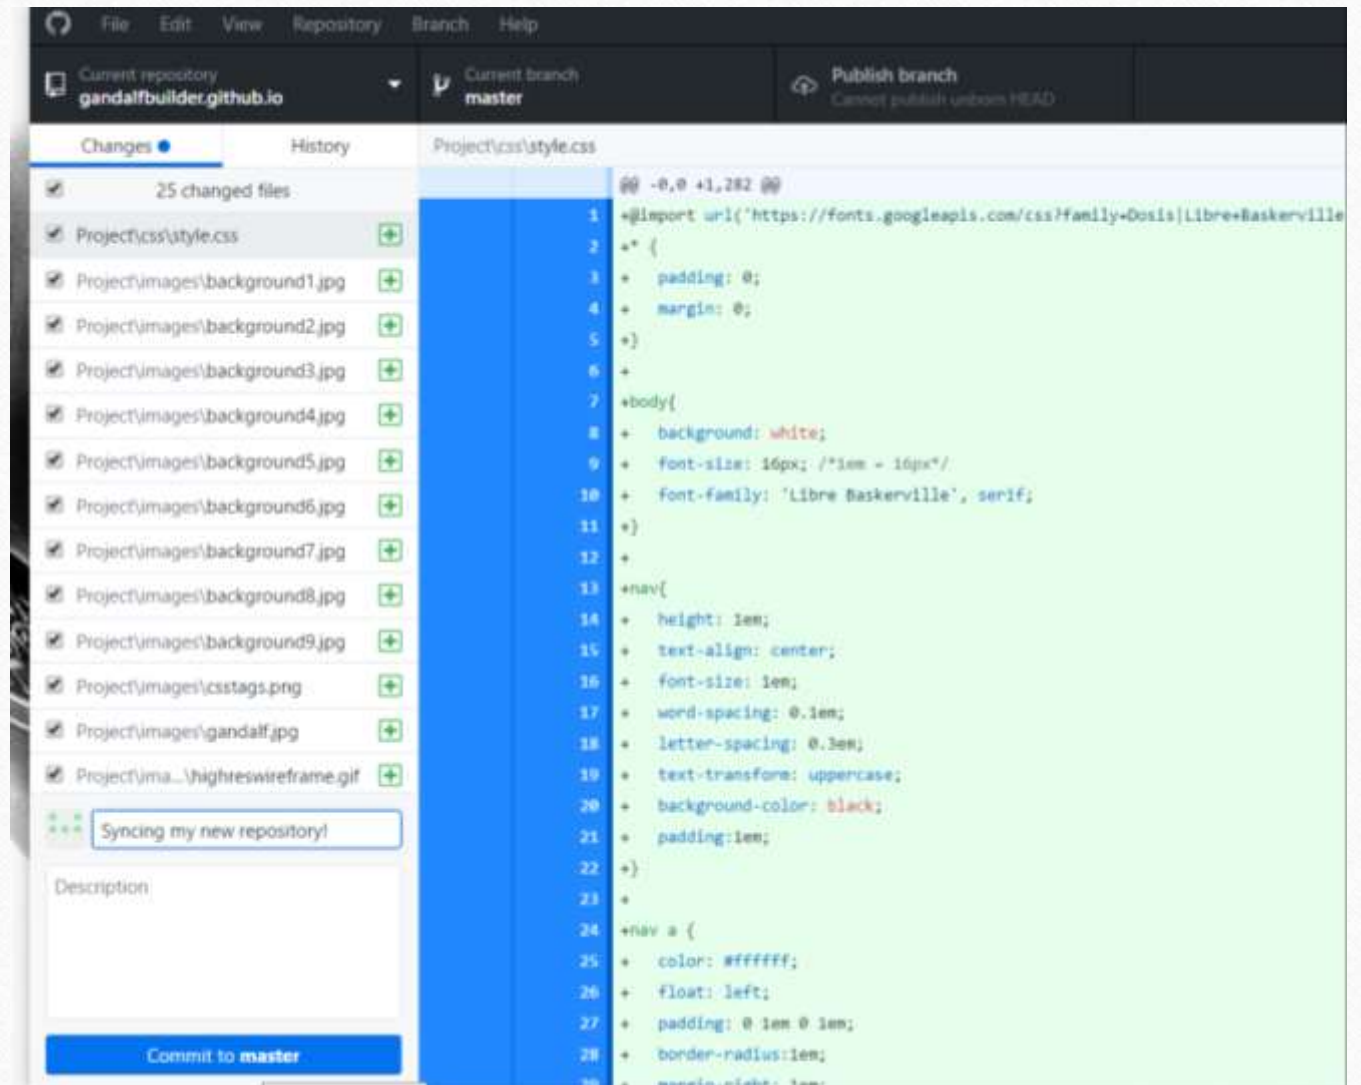 File Edit View Repository Branch Help
Current repository
gandalfbuilder.github.io
Current branch
master
Publish branch
Cannot publish unborn HEAD
Changes
History
25 changed files
Project\css\style.css
Project\images\background1.jpg
Project\images\background2.jpg
Project\images\background3.jpg
Project\images\background4.jpg
Project\images\background5.jpg
Project\images\background6.jpg
Project\images\background7.jpg
Project\images\background8.jpg
Project\images\background9.jpg
Project\images\csstags.png
Project\images\gandalf.jpg
Project\ima...\highreswireframe.gif
Syncing my new repository!
Description
Commit to master
Project\css\style.css
@@ -0,0 +1,282 @@
1 +@import url('https://fonts.googleapis.com/css?family=Dosis|Libre+Baskerville
2 +* {
3 + padding: 0;
4 + margin: 0;
5 +}
6 +
7 +body{
8 + background: white;
9 + font-size: 16px; /*1em = 16px*/
10 + font-family: 'Libre Baskerville', serif;
11 +}
12 +
13 +nav{
14 + height: 1em;
15 + text-align: center;
16 + font-size: 1em;
17 + word-spacing: 0.1em;
18 + letter-spacing: 0.3em;
19 + text-transform: uppercase;
20 + background-color: black;
21 + padding:1em;
22 +}
23 +
24 +nav a {
25 + color: #ffffff;
26 + float: left;
27 + padding: 0 1em 0 1em;
28 + border-radius:1em;
29 + margin-right: 1em;